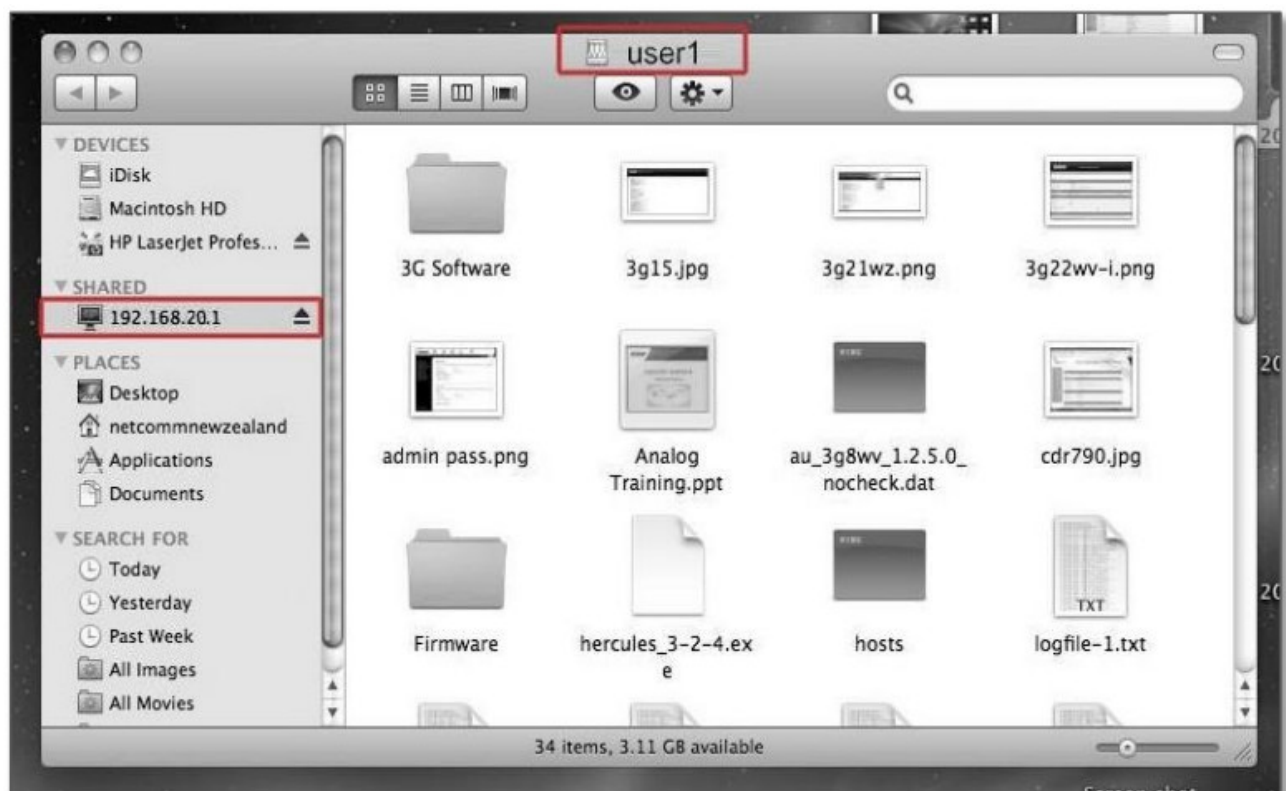 user1
DEVICES
iDisk
Macintosh HD
HP LaserJet Profes...
SHARED
192.168.20.1
PLACES
Desktop
netcommnewzealand
Applications
Documents
SEARCH FOR
Today
Yesterday
Past Week
All Images
All Movies
3G Software
3g15.jpg
3g21wz.png
3g22wv-i.png
admin pass.png
Analog
Training.ppt
au_3g8wv_1.2.5.0_
nocheck.dat
cdr790.jpg
Firmware
hercules_3-2-4.ex
e
hosts
TXT
logfile-1.txt
34 items, 3.11 GB available